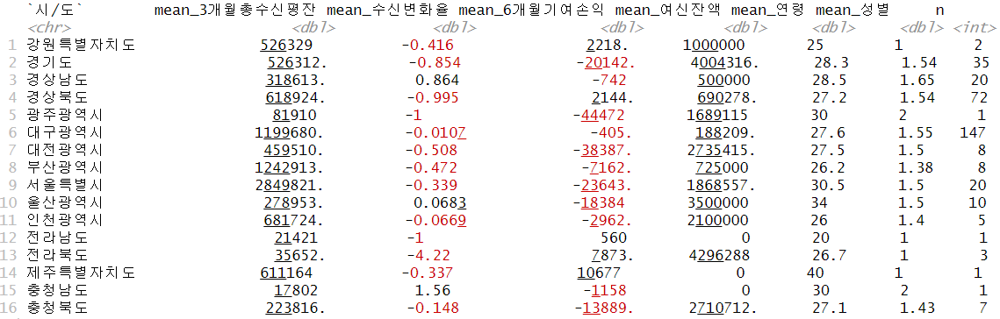 `시/도` mean_3개월총수신평잔 mean_수신변화율 mean_6개월기여손익 mean_여신잔액 mean_연령 mean_성별 n
<chr> <dbl> <dbl> <dbl> <dbl> <dbl> <dbl> <int>
1 강원특별자치도 526329 -0.416 2218. 1000000 25 1 2
2 경기도 526312. -0.854 -20142. 4004316. 28.3 1.54 35
3 경상남도 318613. 0.864 -742 500000 28.5 1.65 20
4 경상북도 618924. -0.995 2144. 690278. 27.2 1.54 72
5 광주광역시 81910 -1 -44472 1689115 30 2 1
6 대구광역시 1199680. -0.0107 -405. 188209. 27.6 1.55 147
7 대전광역시 459510. -0.508 -38387. 2735415. 27.5 1.5 8
8 부산광역시 1242913. -0.472 -7162. 725000 26.2 1.38 8
9 서울특별시 2849821. -0.339 -23643. 1868557. 30.5 1.5 20
10 울산광역시 278953. 0.0683 -18384 3500000 34 1.5 10
11 인천광역시 681724. -0.0669 -2962. 2100000 26 1.4 5
12 전라남도 21421 -1 560 0 20 1 1
13 전라북도 35652. -4.22 7873. 4296288 26.7 1 3
14 제주특별자치도 611164 -0.337 10677 0 40 1 1
15 충청남도 17802 1.56 -1158 0 30 2 1
16 충청북도 223816. -0.148 -13889. 2710712. 27.1 1.43 7